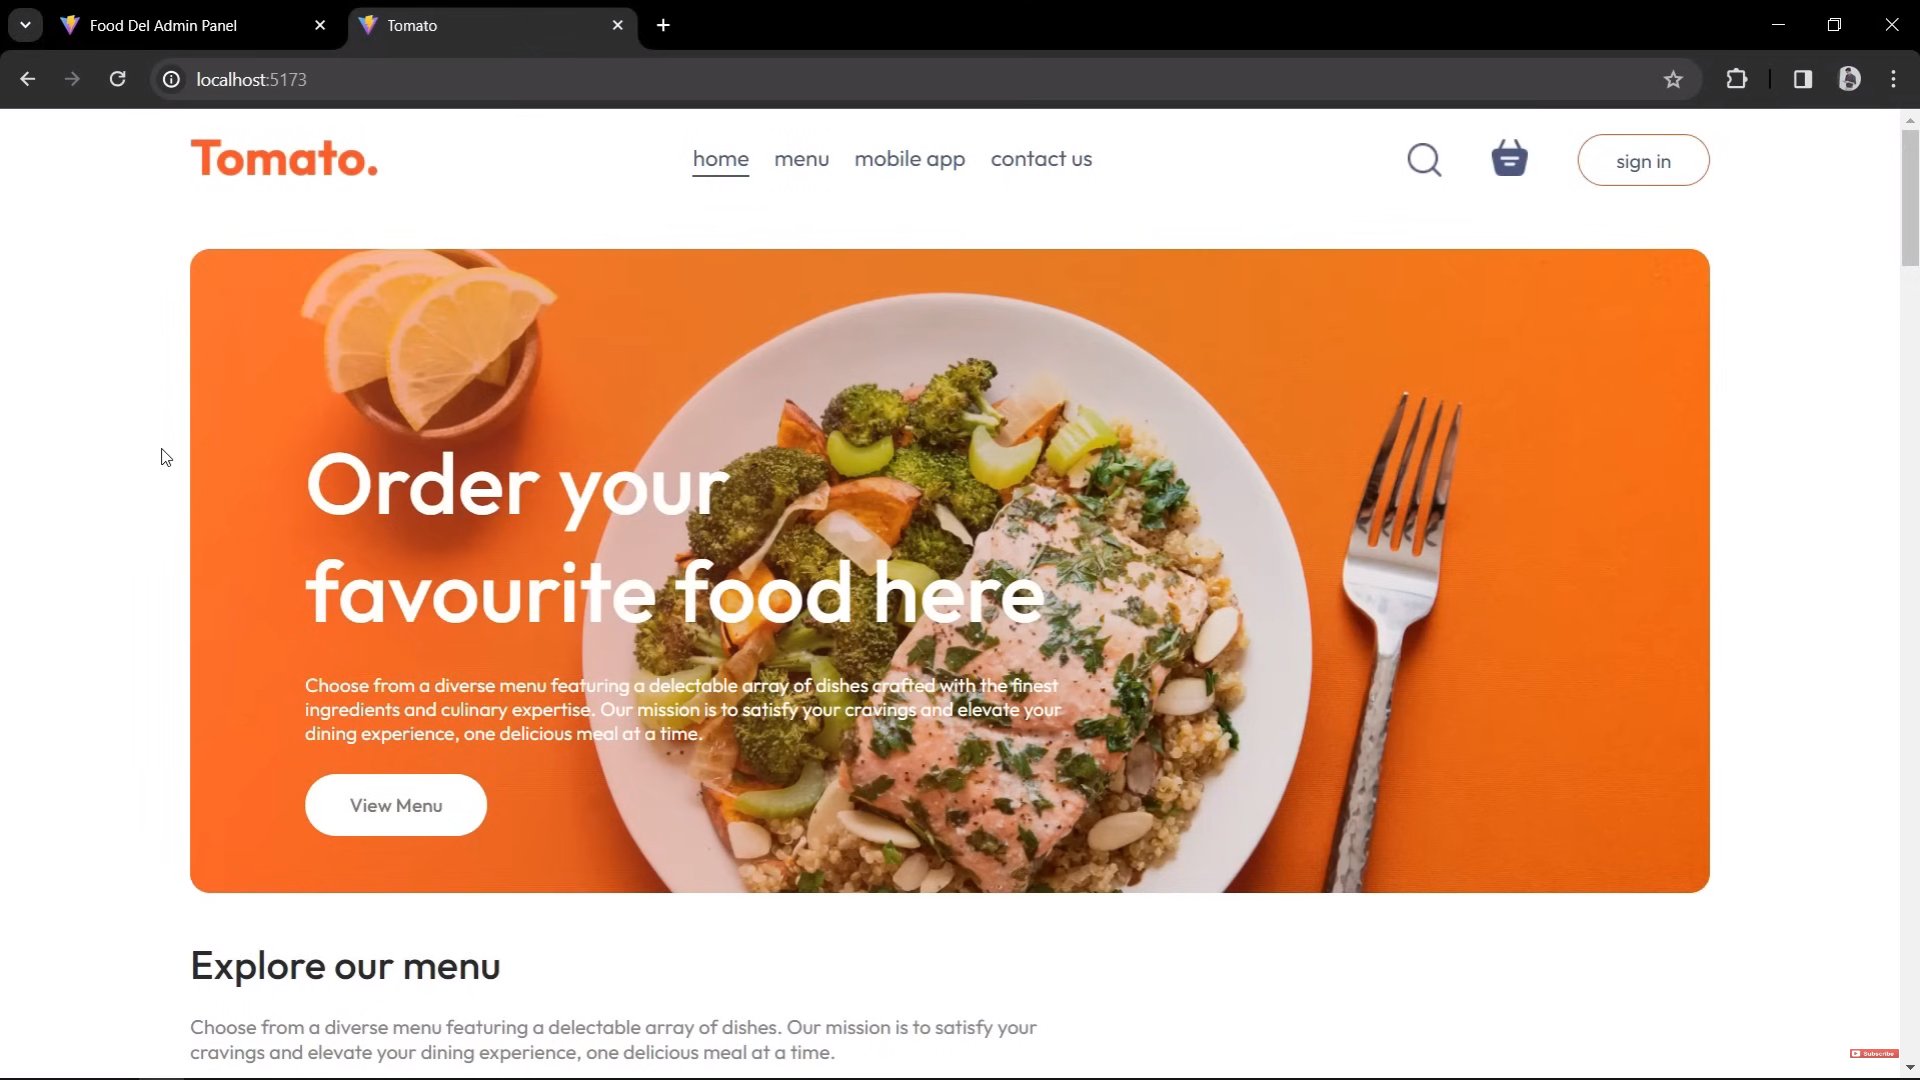 Food Del Admin Panel
Tomato
localhost:5173
Tomato.
home menu mobile app contact us
sign in
Order your
favourite food here
Choose from a diverse menu featuring a delectable array of dishes crafted with the finest
ingredients and culinary expertise. Our mission is to satisfy your cravings and elevate your
dining experience, one delicious meal at a time.
View Menu
Explore our menu
Choose from a diverse menu featuring a delectable array of dishes. Our mission is to satisfy your
cravings and elevate your dining experience, one delicious meal at a time.
Subscribe